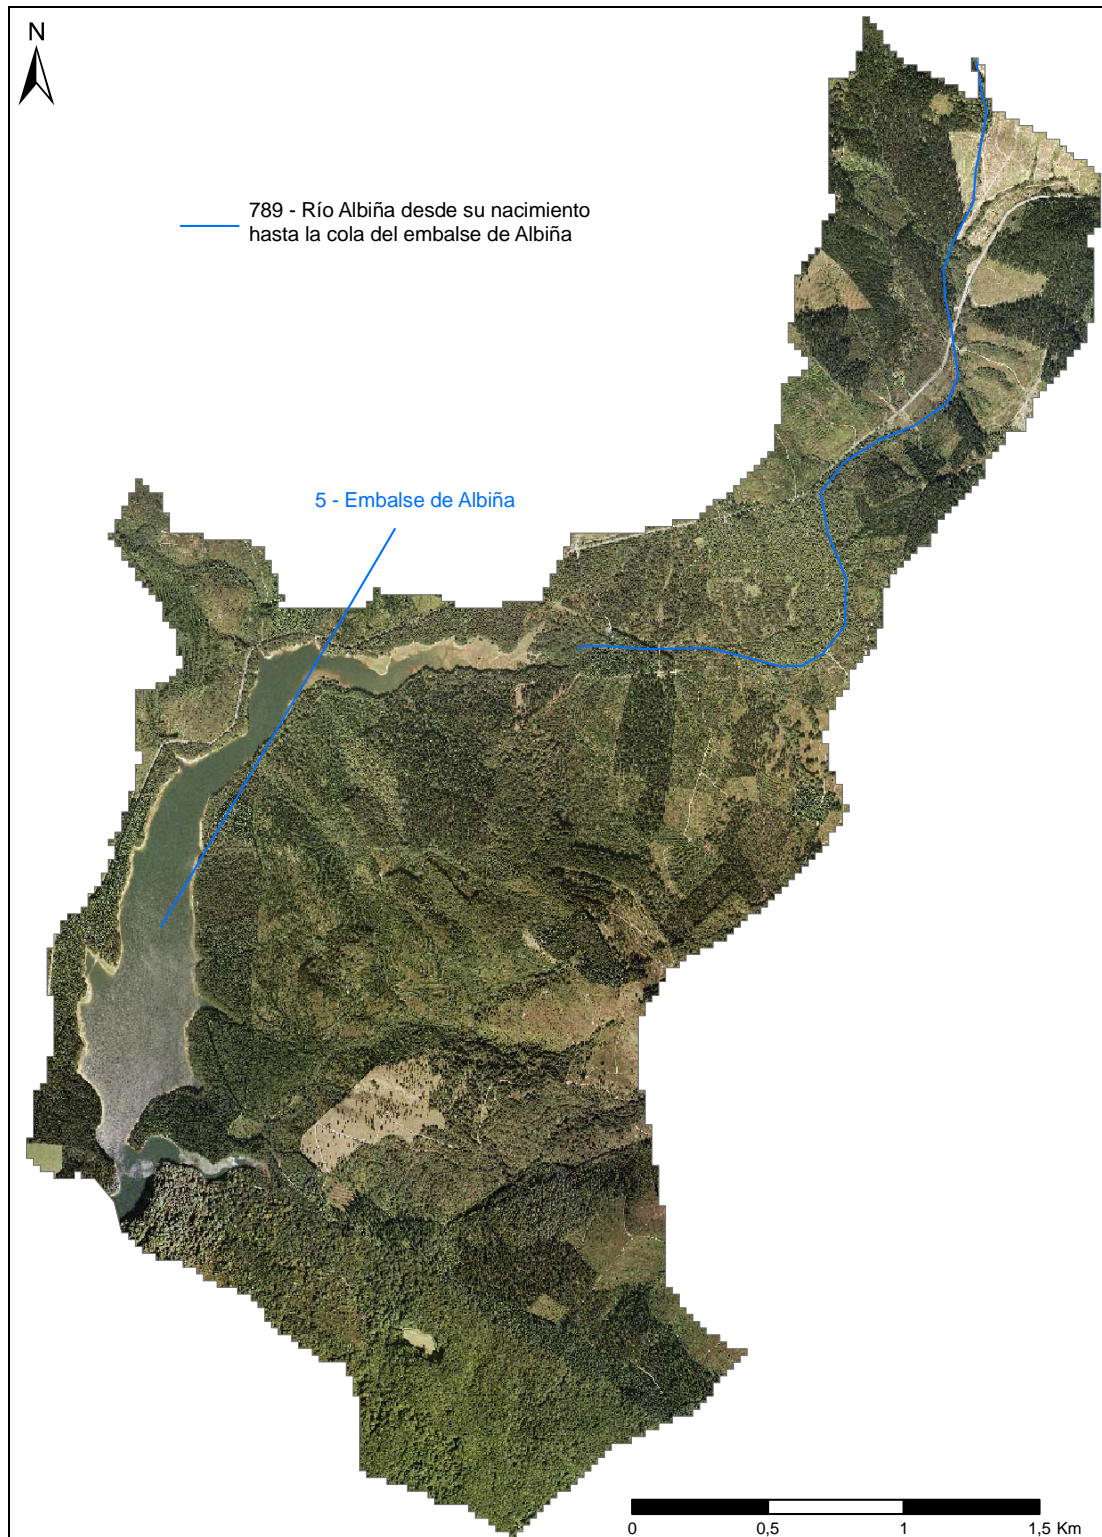 N
789 - Río Albiña desde su nacimiento
hasta la cola del embalse de Albiña
5 - Embalse de Albiña
0 0,5 1 1,5 Km